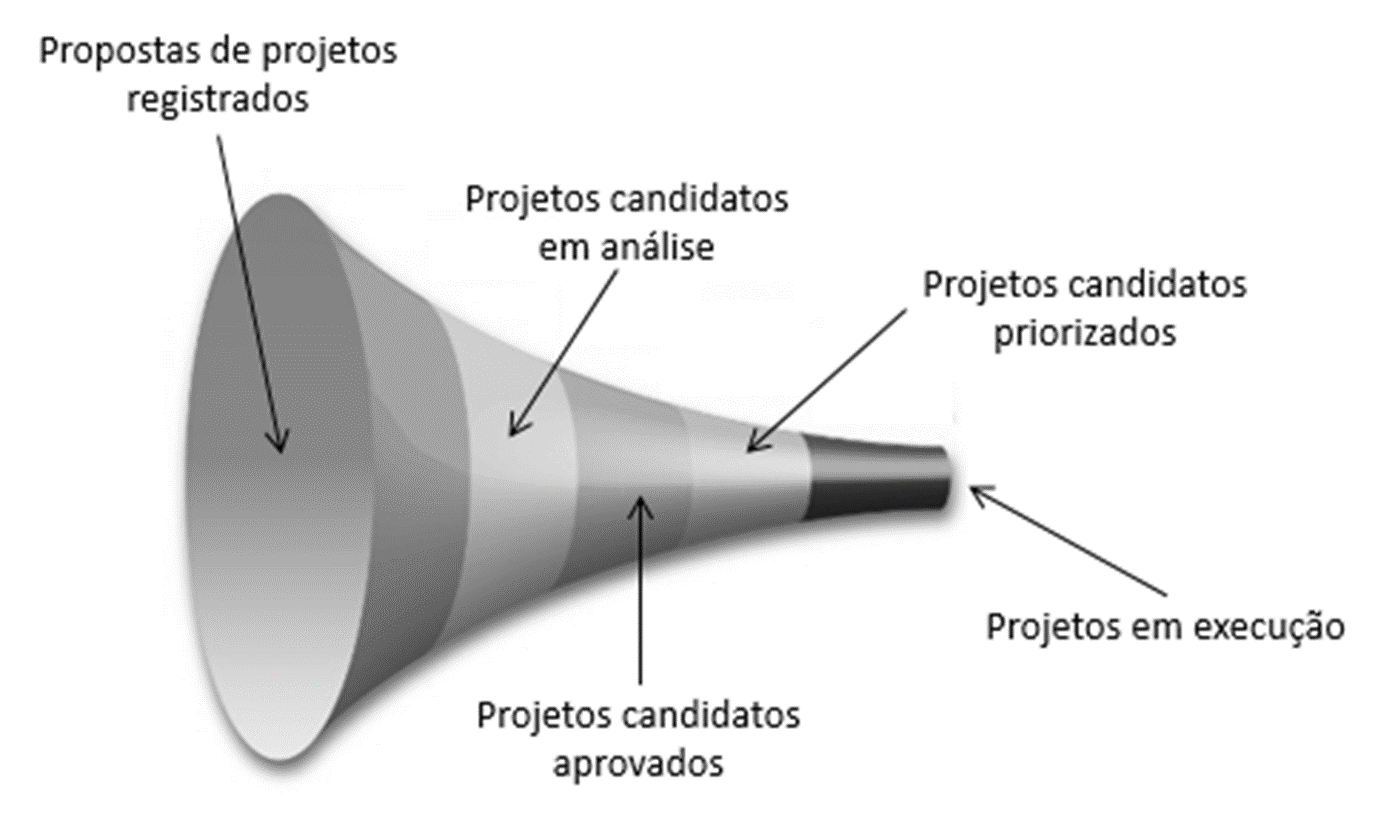 Propostas de projetos
registrados
Projetos candidatos
em análise
Projetos candidatos
priorizados
Projetos em execução
Projetos candidatos
aprovados